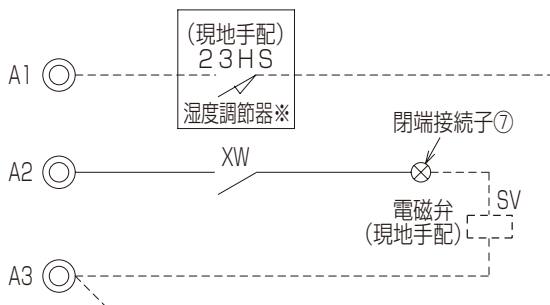 (現地手配)
23HS
A1
湿度調節器※
閉端接続子⑦
XW
A2
SV
電磁弁
(現地手配)
A3